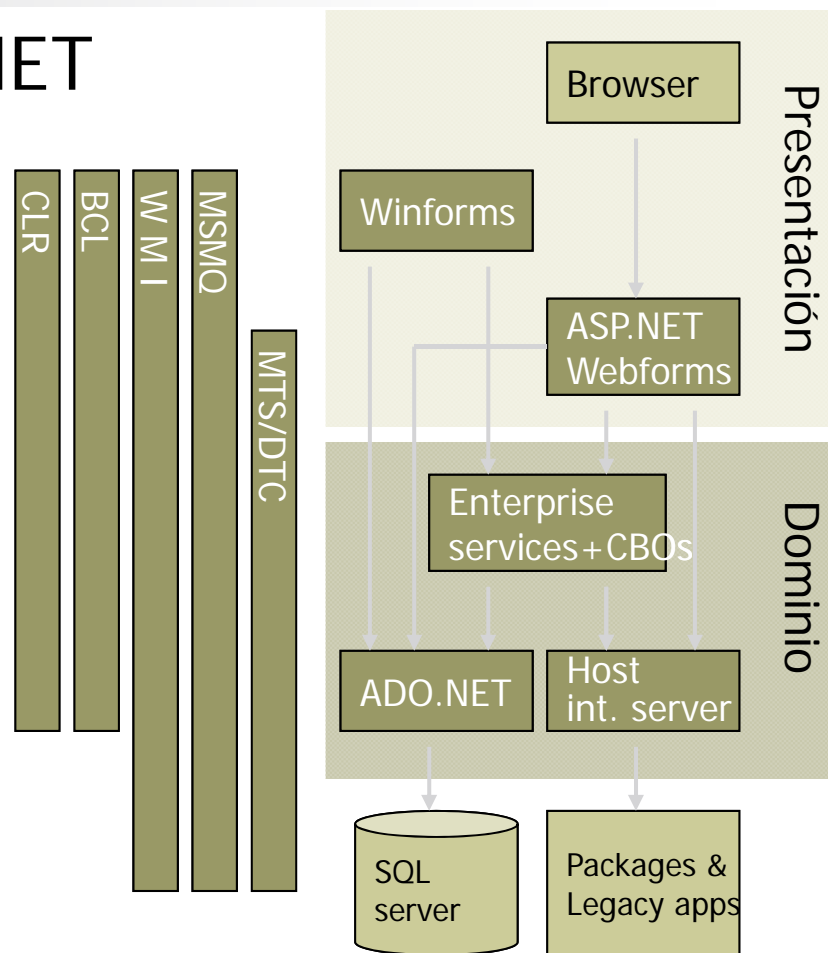 IET
Browser
Presentación
CLR
BCL
W M I
MSMQ
Winforms
ASP.NET
Webforms
MTS/DTC
Enterprise
services+CBOs
Dominio
ADO.NET
Host
int. server
SQL
server
Packages &
Legacy apps